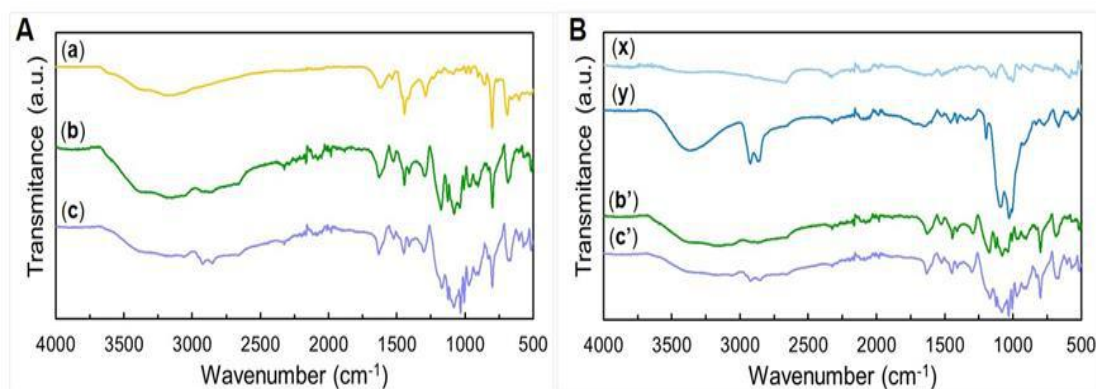 A
(a)
(b)
(c)
Transmitance (a.u.)
4000 3500 3000 2500 2000 1500 1000 500
Wavenumber (cm-1)
B
(x)
(y)
(b’)
(c’)
Transmitance (a.u.)
4000 3500 3000 2500 2000 1500 1000 500
Wavenumber (cm-1)